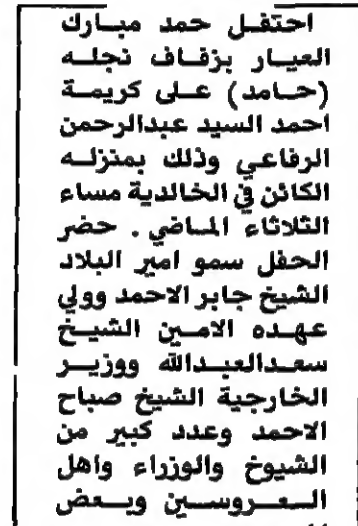 احتفل حمد مبارك
العيار بزفاف نجله
(حامد) على كريمة
احمد السيد عبدالرحمن
الرفاعي وذلك بمنزله
الكائن في الخالدية مساء
الثلاثاء الماضي . حضر
الحفل سمو امير البلاد
الشيخ جابر الاحمد وولي
عهده الامين الشيخ
سعدالعبدالله ووزير
الخارجية الشيخ صباح
الاحمد وعدد كبير من
الشيوخ والوزراء واهل
العروسين وبعض